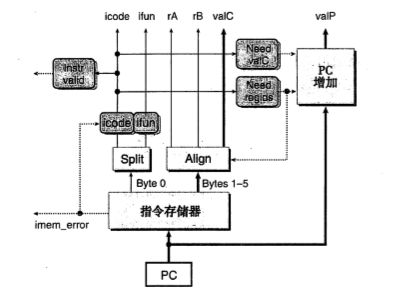 icode ifun rA rB valC valP
Need
valC
PC
增加
Instr
valid
Need
regids
icode ifun
Split Align
Byte 0 Bytes 1–5
指令存储器
imem_error
PC